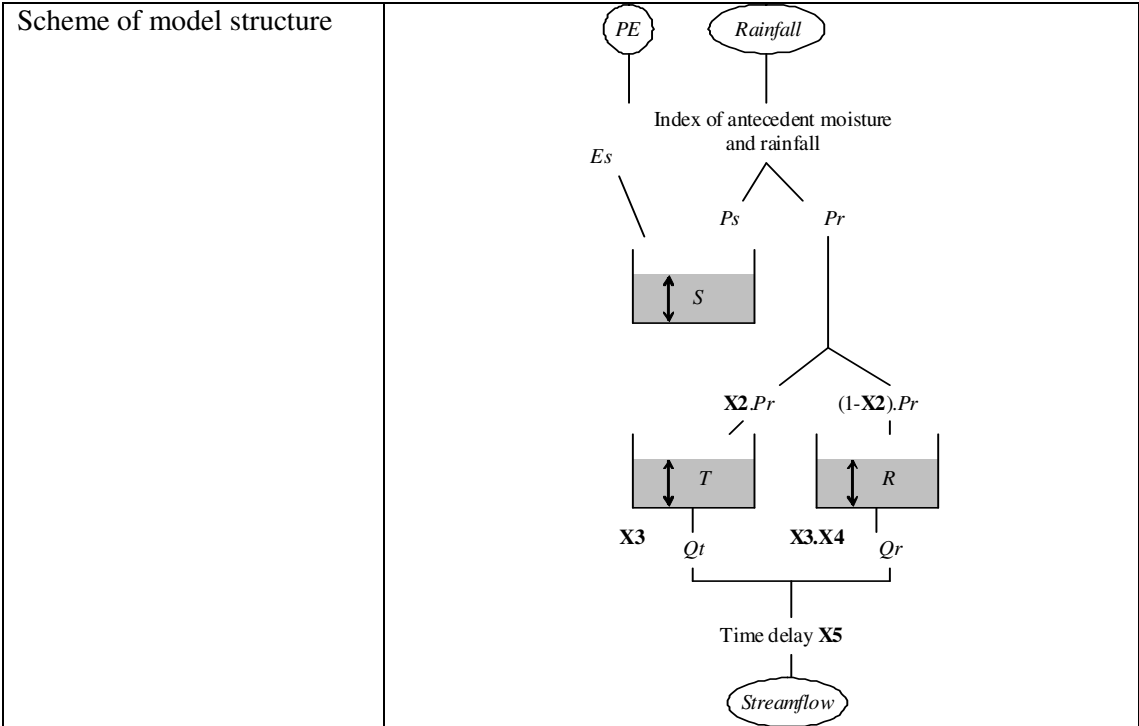 Scheme of model structure
PE
Rainfall
Index of antecedent moisture
and rainfall
Es
Ps
Pr
S
X2.Pr
(1-X2).Pr
T
R
X3
Qt
X3.X4
Qr
Time delay X5
Streamflow